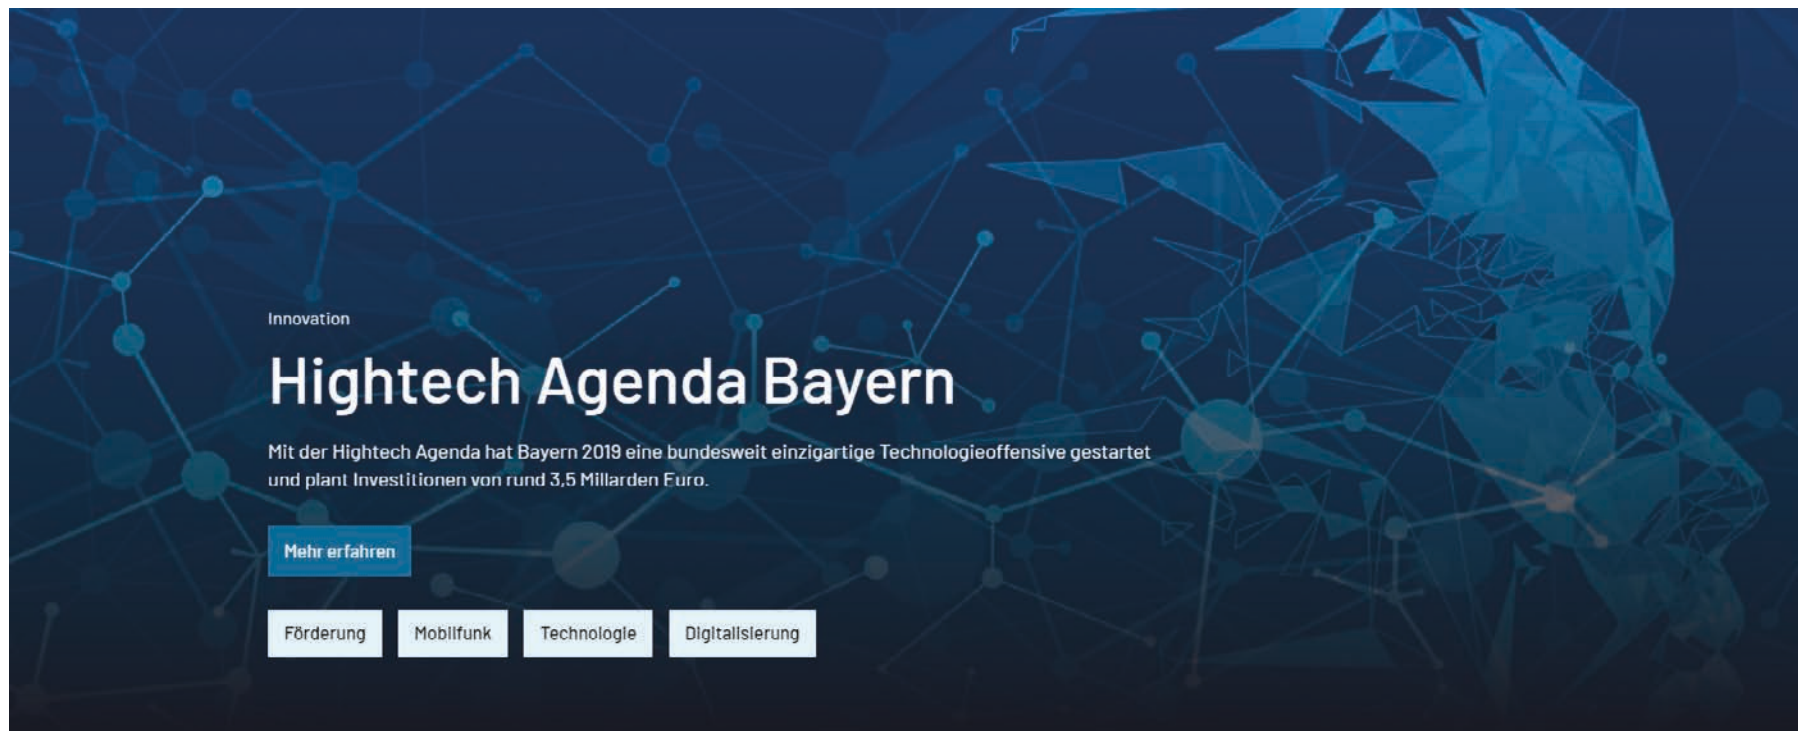 Innovation
Hightech Agenda Bayern
Mit der Hightech Agenda hat Bayern 2019 eine bundesweit einzigartige Technologieoffensive gestartet
und plant Investitionen von rund 3,5 Millarden Euro.
Mehr erfahren
Förderung Mobilfunk Technologie Digitalisierung